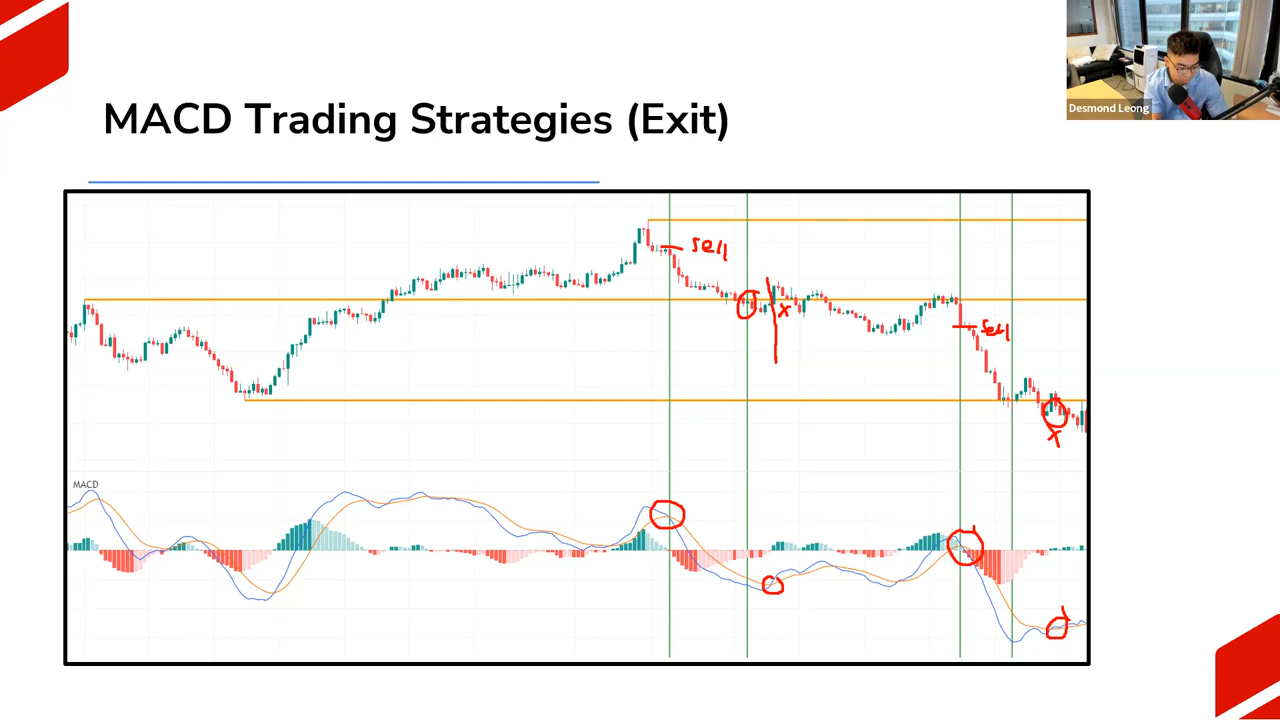 Desmond Leong
MACD Trading Strategies (Exit)
sell
x
sell
x
MACD